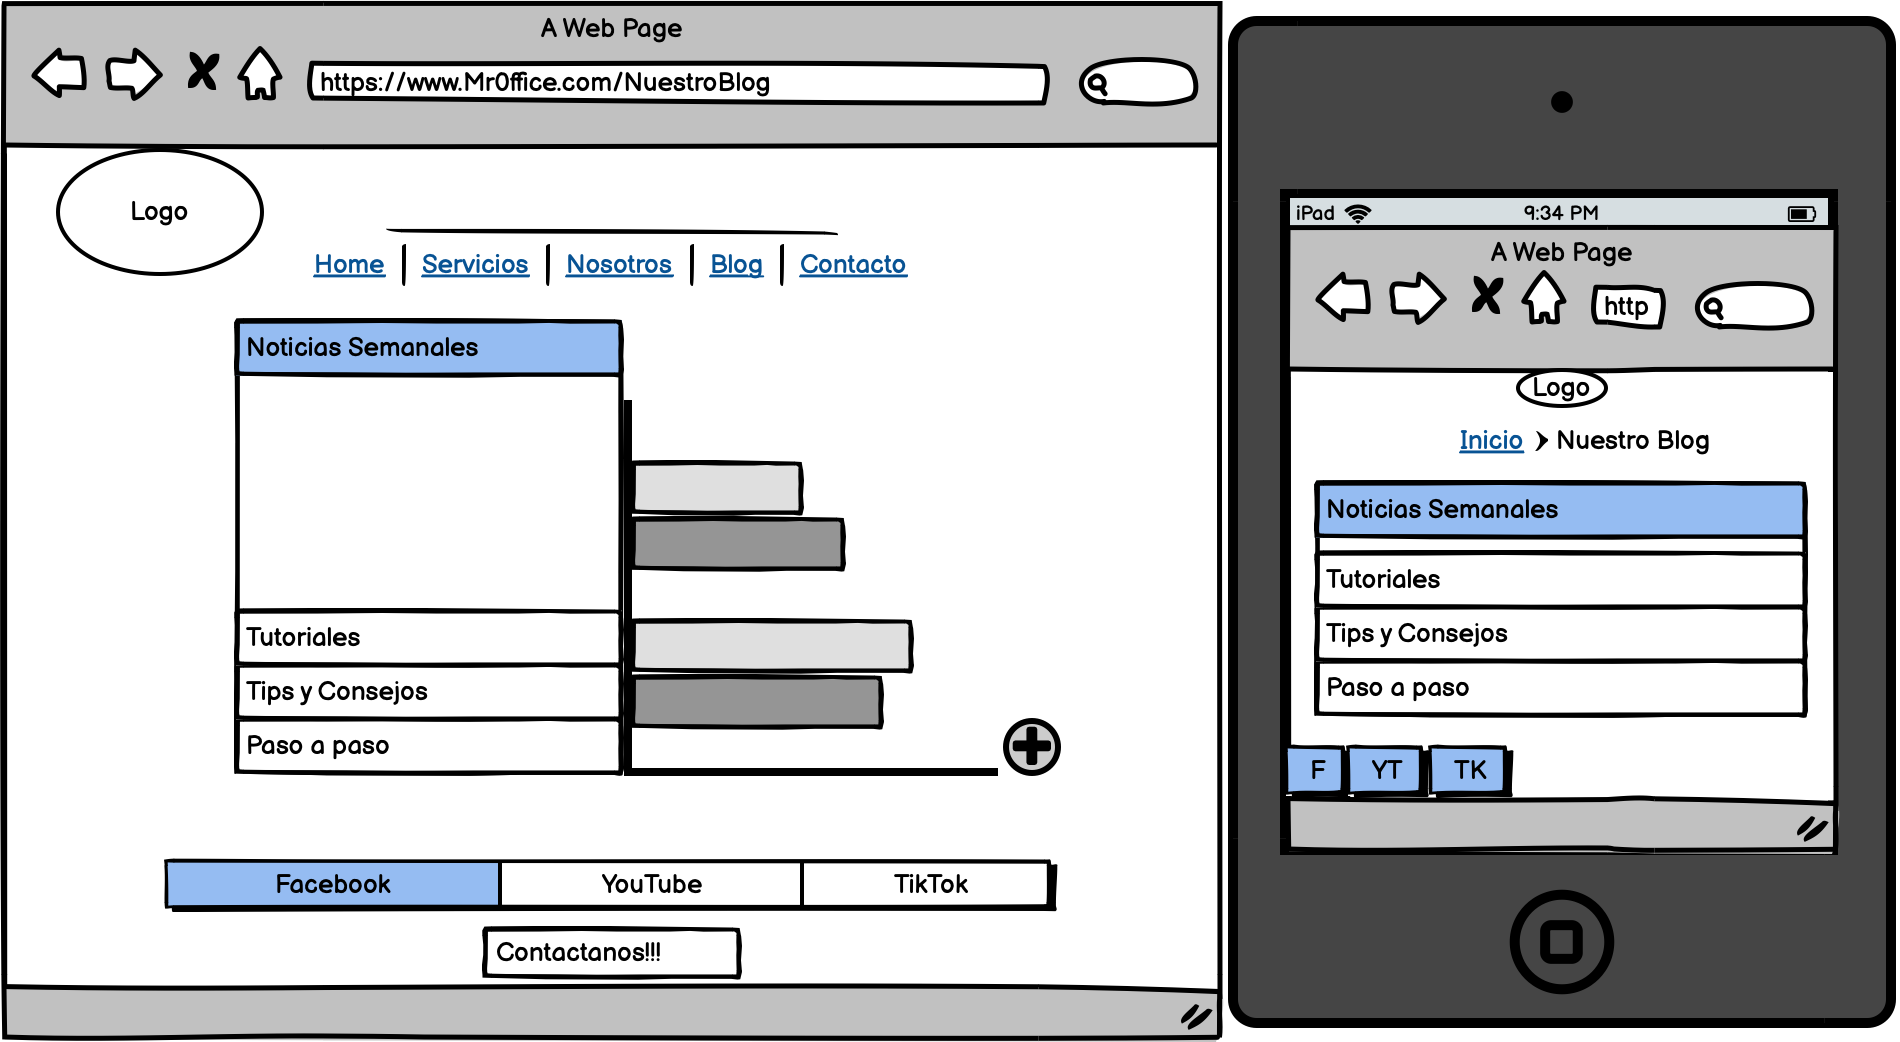 A Web Page
https://www.Mr0ffice.com/NuestroBlog
Logo
Home Servicios Nosotros Blog Contacto
Noticias Semanales
Tutoriales
Tips y Consejos
Paso a paso
Facebook YouTube TikTok
Contactanos!!!
iPad 9:34 PM
A Web Page
http
Logo
Inicio Nuestro Blog
Noticias Semanales
Tutoriales
Tips y Consejos
Paso a paso
F YT TK